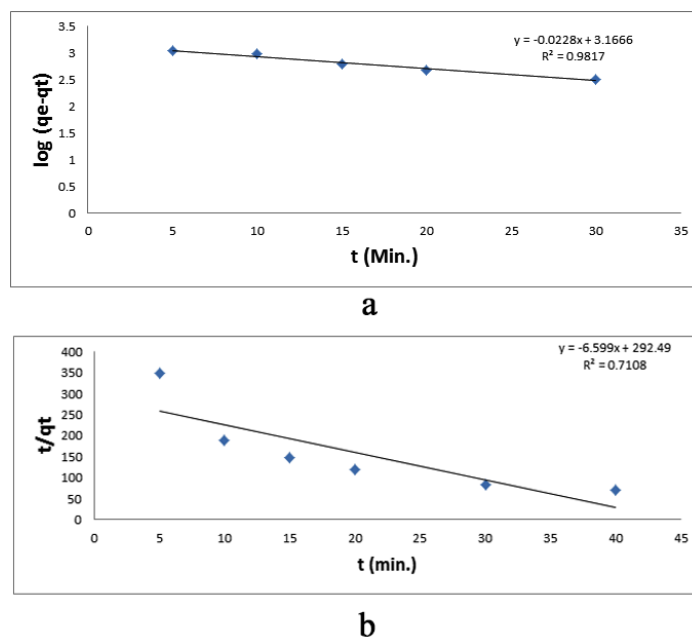 y = -0.0228x + 3.1666
R² = 0.9817
3.5
3
2.5
2
1.5
1
0.5
0
log (qe-qt)
0 5 10 15 20 25 30 35
t (Min.)
a
y = -6.599x + 292.49
R² = 0.7108
400
350
300
250
200
150
100
50
0
t/qt
0 5 10 15 20 25 30 35 40 45
t (min.)
b